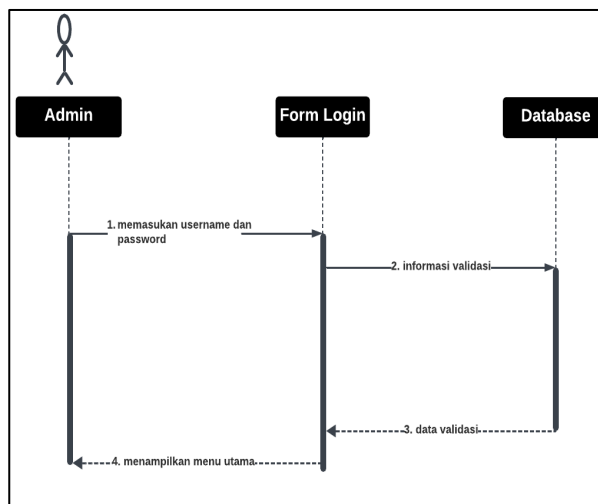 Admin
Form Login
Database
1. memasukan username dan
password
2. informasi validasi
3. data validasi
4. menampilkan menu utama